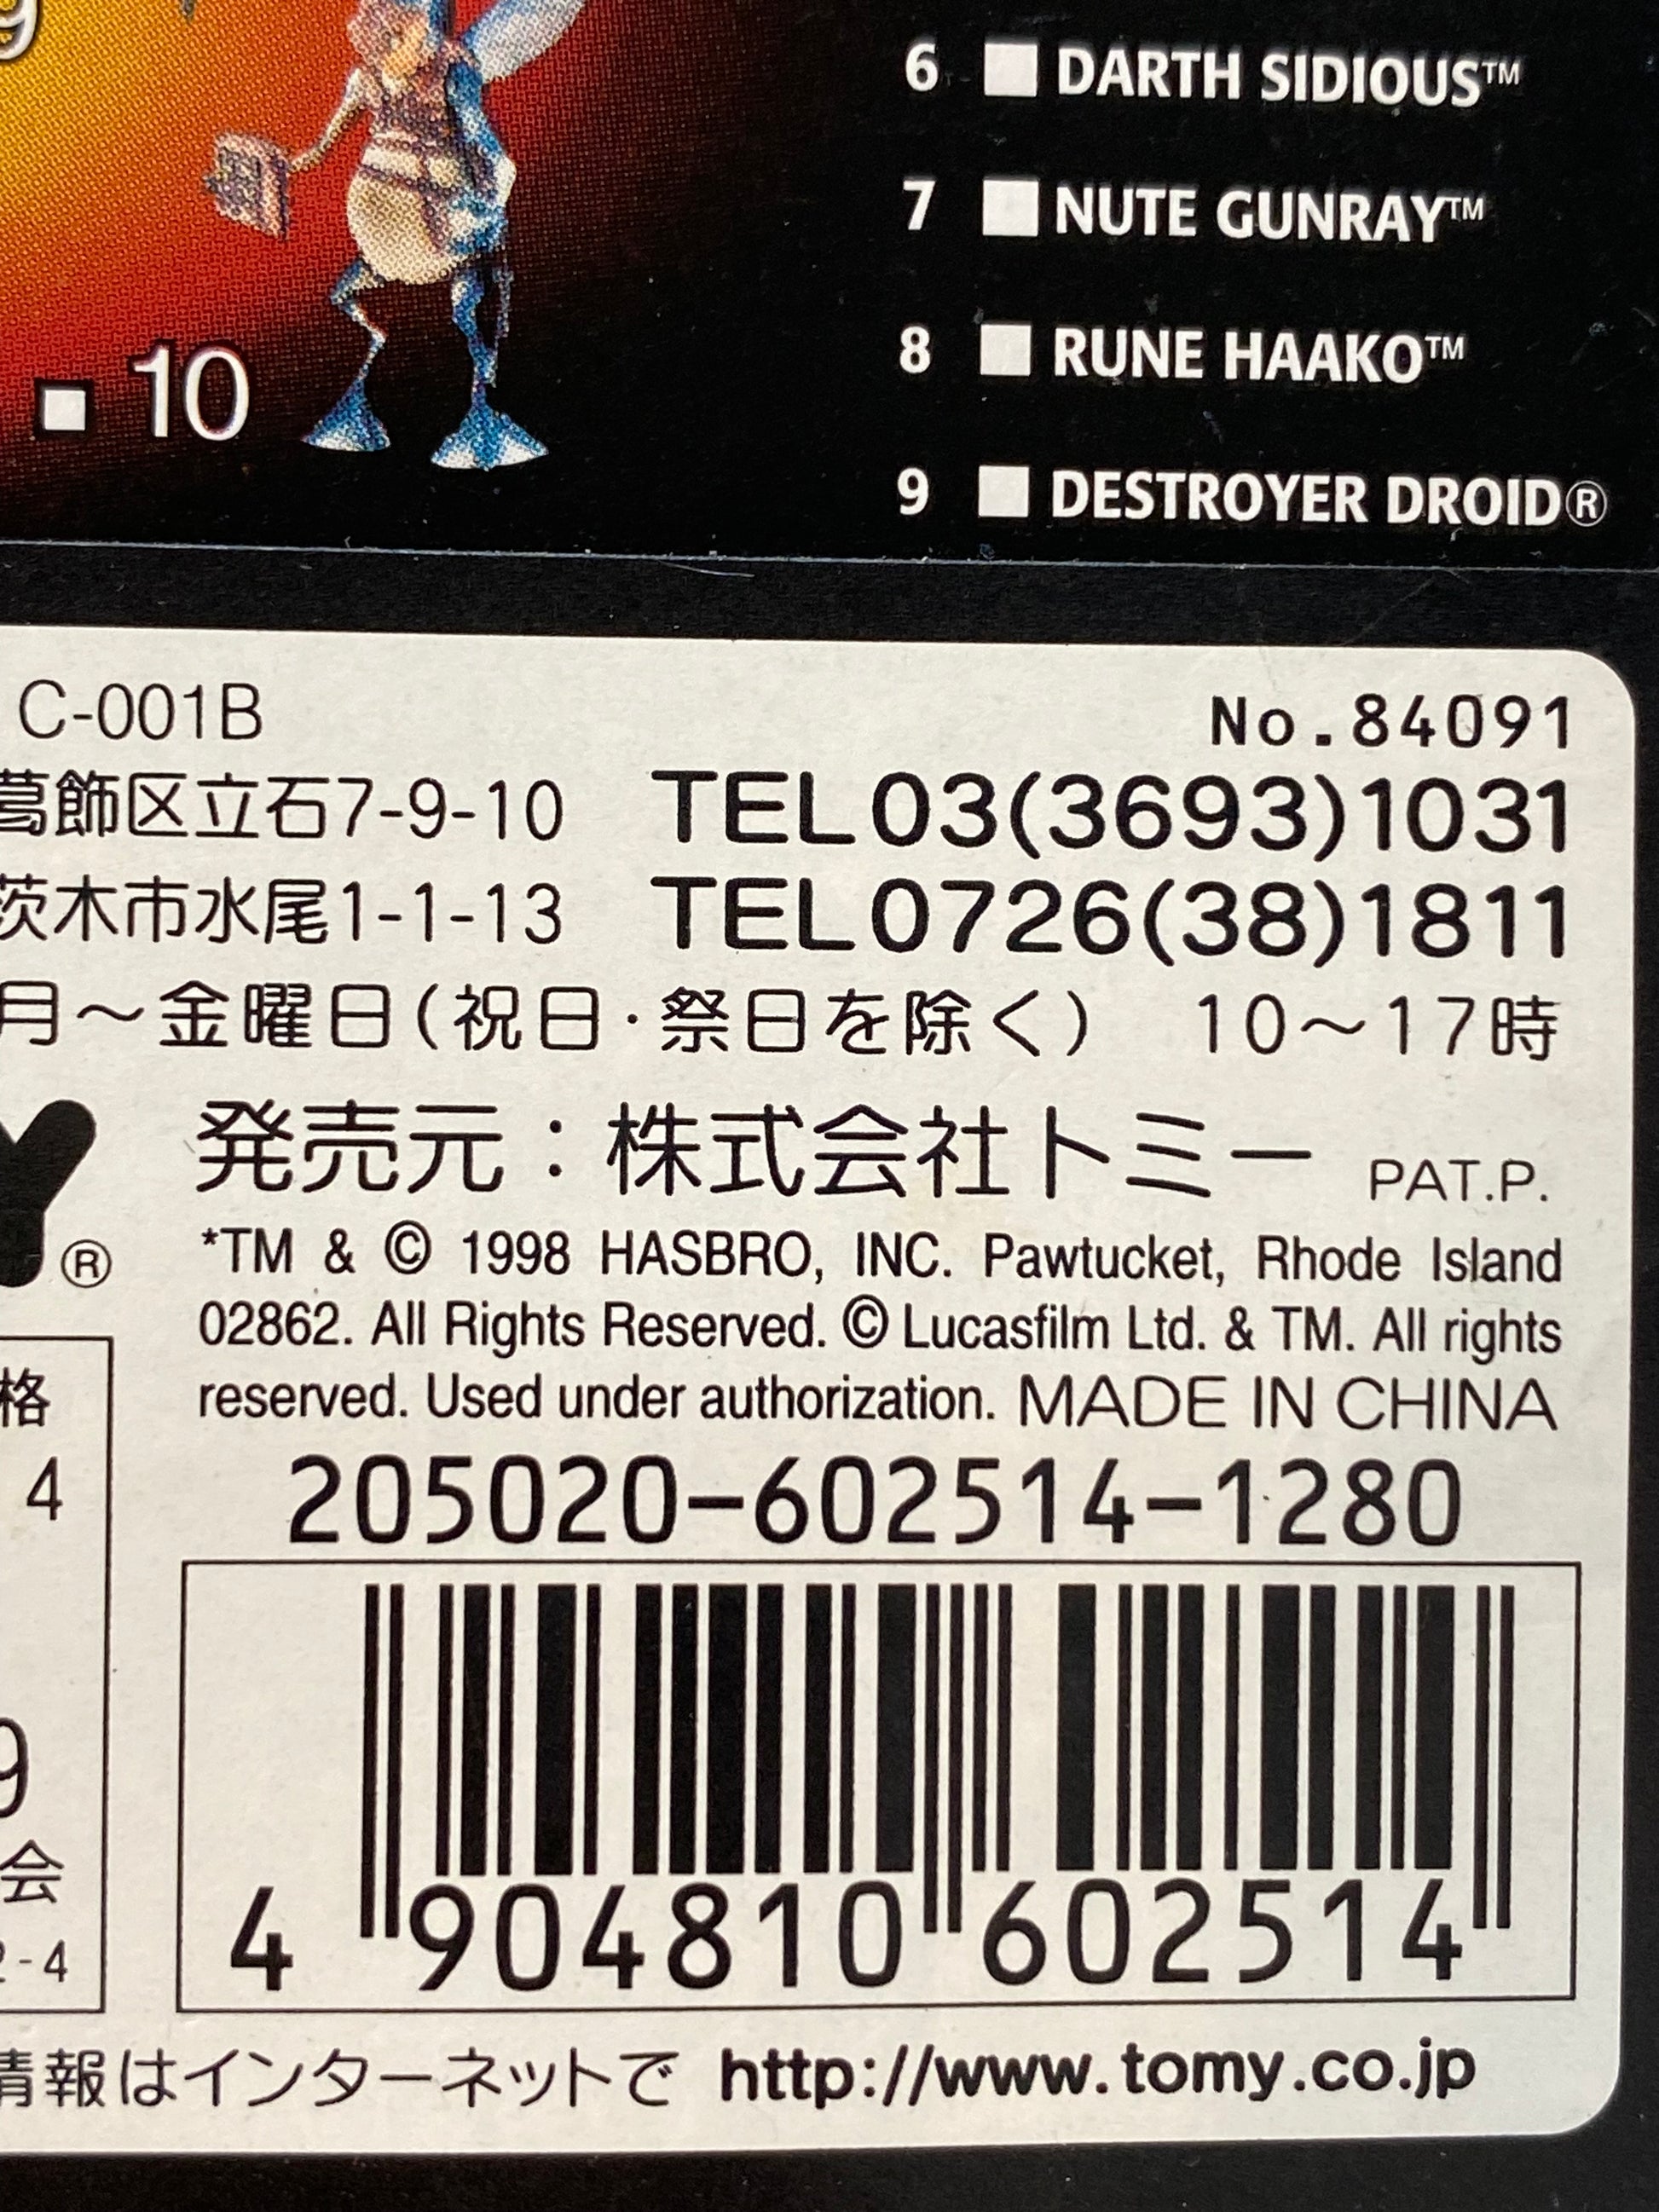 9
10
6 DARTH SIDIOUS™
7 NUTE GUNRAY™
8 RUNE HAAKO™
9 DESTROYER DROID®
C-001B
No.84091
葛飾区立石7-9-10 TEL03(3693)1031
茨木市水尾1-1-13 TEL0726(38)1811
月～金曜日(祝日·祭日を除く) 10～17時
Y®
発売元：株式会社トミー PAT.P.
*TM & © 1998 HASBRO, INC. Pawtucket, Rhode Island
02862. All Rights Reserved. © Lucasfilm Ltd. & TM. All rights
reserved. Used under authorization. MADE IN CHINA
格
4
9
会
2-4
205020-602514-1280
4 904810 602514
情報はインターネットで http://www.tomy.co.jp